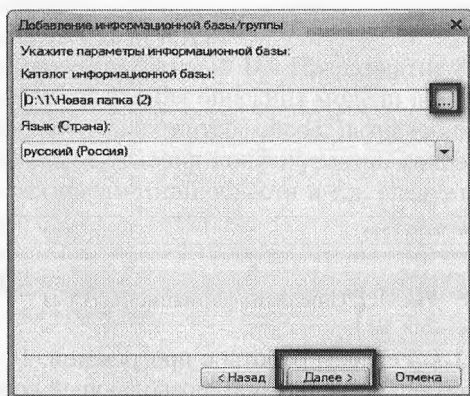 Добавление информационной базы/группы
Укажите параметры информационной базы:
Каталог информационной базы:
D:\1\Новая папка (2)
...
Язык (Страна):
русский (Россия)
< Назад
Далее >
Отмена